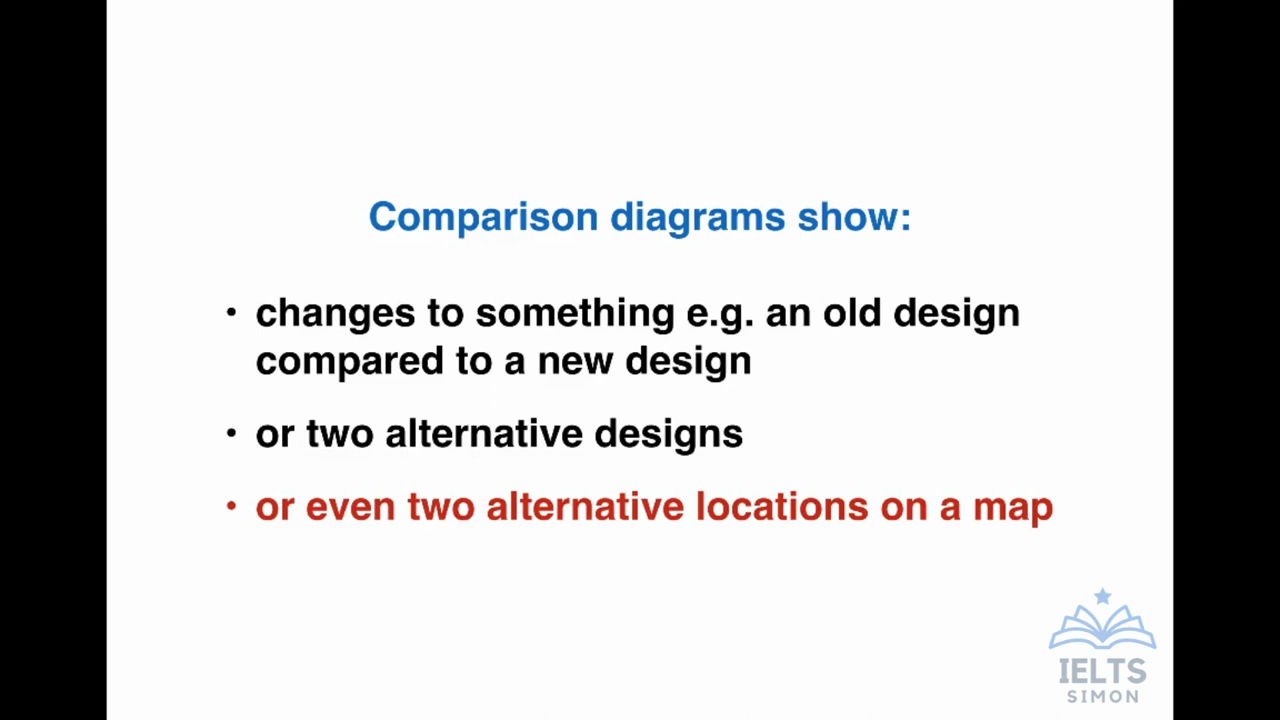 Comparison diagrams show:
• changes to something e.g. an old design
compared to a new design
• or two alternative designs
• or even two alternative locations on a map
IELTS
SIMON